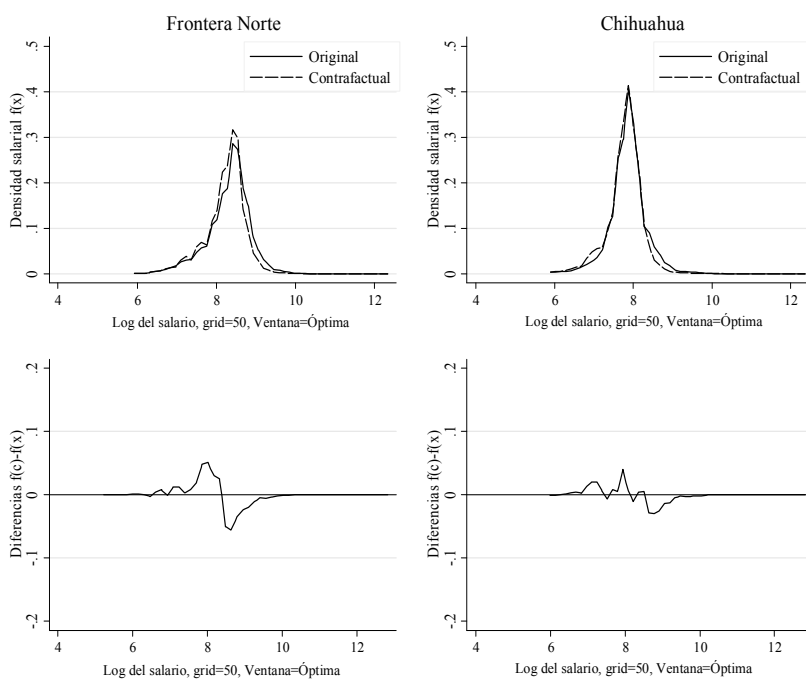 Frontera Norte
Densidad salarial f(x)
.5
.4
.3
.2
.1
0
Original
Contrafactual
4 6 8 10 12
Log del salario, grid=50, Ventana=Óptima
Chihuahua
Densidad salarial f(x)
.5
.4
.3
.2
.1
0
Original
Contrafactual
4 6 8 10 12
Log del salario, grid=50, Ventana=Óptima
Diferencias f(c)-f(x)
.2
.1
0
-.1
-.2
4 6 8 10 12
Log del salario, grid=50, Ventana=Óptima
Diferencias f(c)-f(x)
.2
.1
0
-.1
-.2
4 6 8 10 12
Log del salario, grid=50, Ventana=Óptima